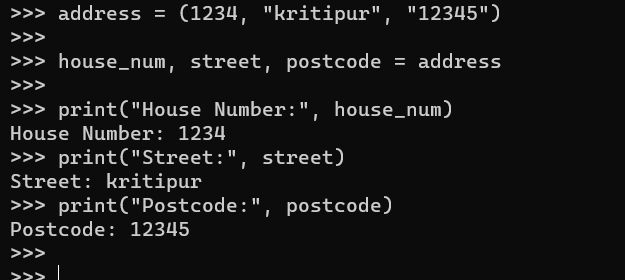 >>> address = (1234, "kritipur", "12345")
>>>
>>> house_num, street, postcode = address
>>>
>>> print("House Number:", house_num)
House Number: 1234
>>> print("Street:", street)
Street: kritipur
>>> print("Postcode:", postcode)
Postcode: 12345
>>>
>>>